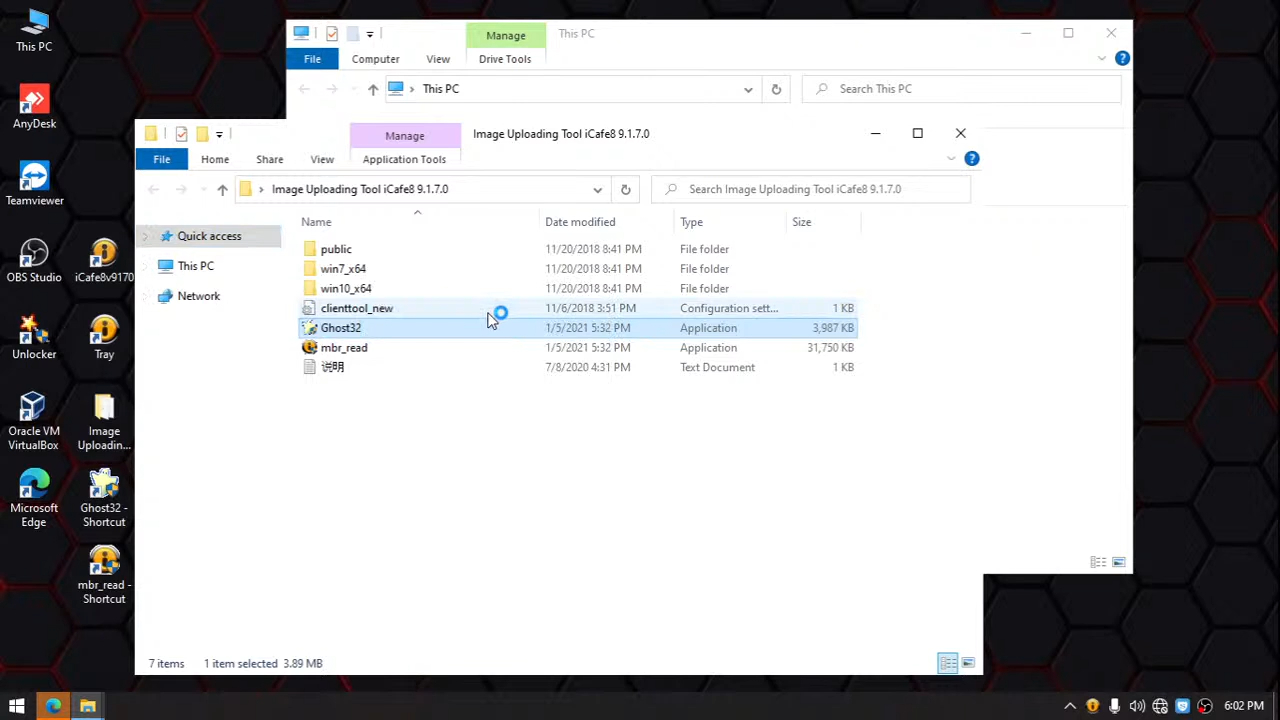 This PC
AnyDesk
Teamviewer
OBS Studio
iCafe8v9170
Unlocker
Tray
Oracle VM
VirtualBox
Image
Uploadin...
Microsoft
Edge
Ghost32 -
Shortcut
mbr_read -
Shortcut
Manage
This PC
File
Computer
View
Drive Tools
This PC
Search This PC
Manage
Image Uploading Tool iCafe8 9.1.7.0
File
Home
Share
View
Application Tools
Image Uploading Tool iCafe8 9.1.7.0
Search Image Uploading Tool iCafe8 9.1.7.0
Quick access
This PC
Network
Name Date modified Type Size
public 11/20/2018 8:41 PM File folder
win7_x64 11/20/2018 8:41 PM File folder
win10_x64 11/20/2018 8:41 PM File folder
clienttool_new 11/6/2018 3:51 PM Configuration sett... 1 KB
Ghost32 1/5/2021 5:32 PM Application 3,987 KB
mbr_read 1/5/2021 5:32 PM Application 31,750 KB
说明 7/8/2020 4:31 PM Text Document 1 KB
7 items 1 item selected 3.89 MB
6:02 PM